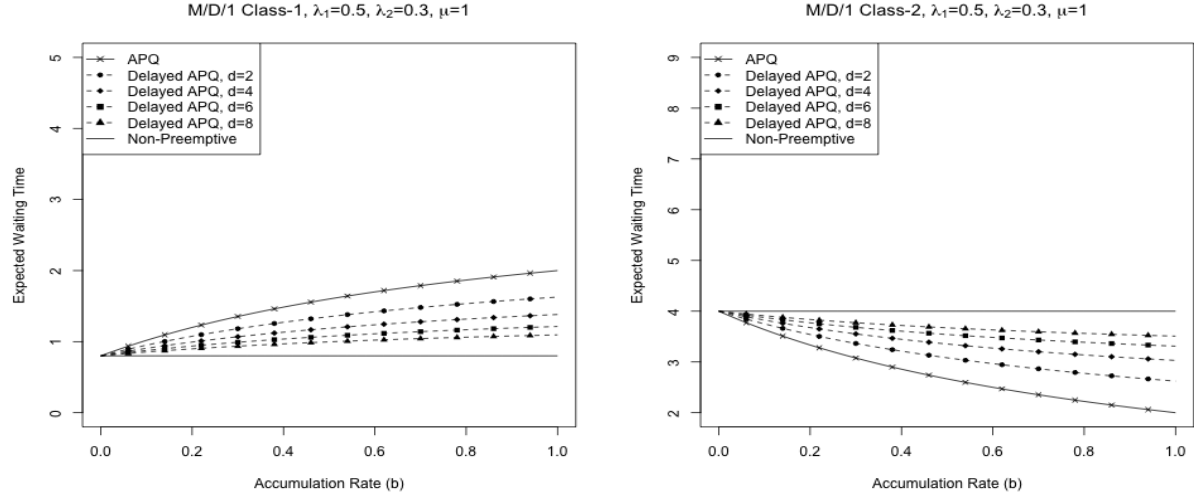 M/D/1 Class-1, λ₁=0.5, λ₂=0.3, μ=1
5
4
3
2
1
0
Expected Waiting Time
APQ
Delayed APQ, d=2
Delayed APQ, d=4
Delayed APQ, d=6
Delayed APQ, d=8
Non-Preemptive
0.0 0.2 0.4 0.6 0.8 1.0
Accumulation Rate (b)
M/D/1 Class-2, λ₁=0.5, λ₂=0.3, μ=1
9
8
7
6
5
4
3
2
Expected Waiting Time
APQ
Delayed APQ, d=2
Delayed APQ, d=4
Delayed APQ, d=6
Delayed APQ, d=8
Non-Preemptive
0.0 0.2 0.4 0.6 0.8 1.0
Accumulation Rate (b)